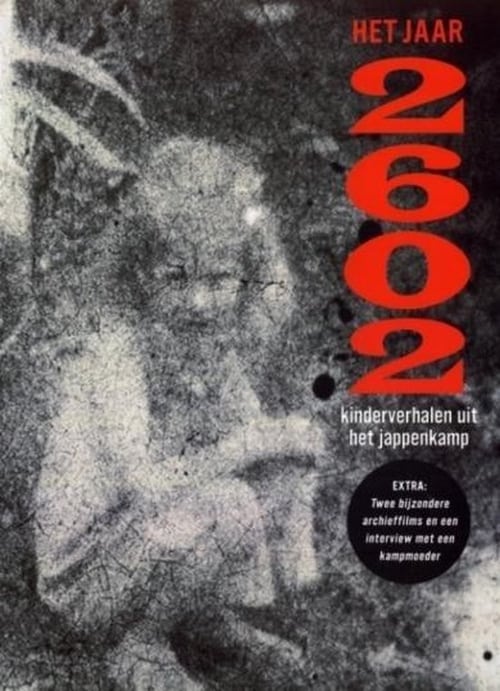 HET JAAR
2
6
0
2
kinderverhalen uit
het jappenkamp
EXTRA:
Twee bijzondere
archieffilms en een
interview met een
kampmoeder